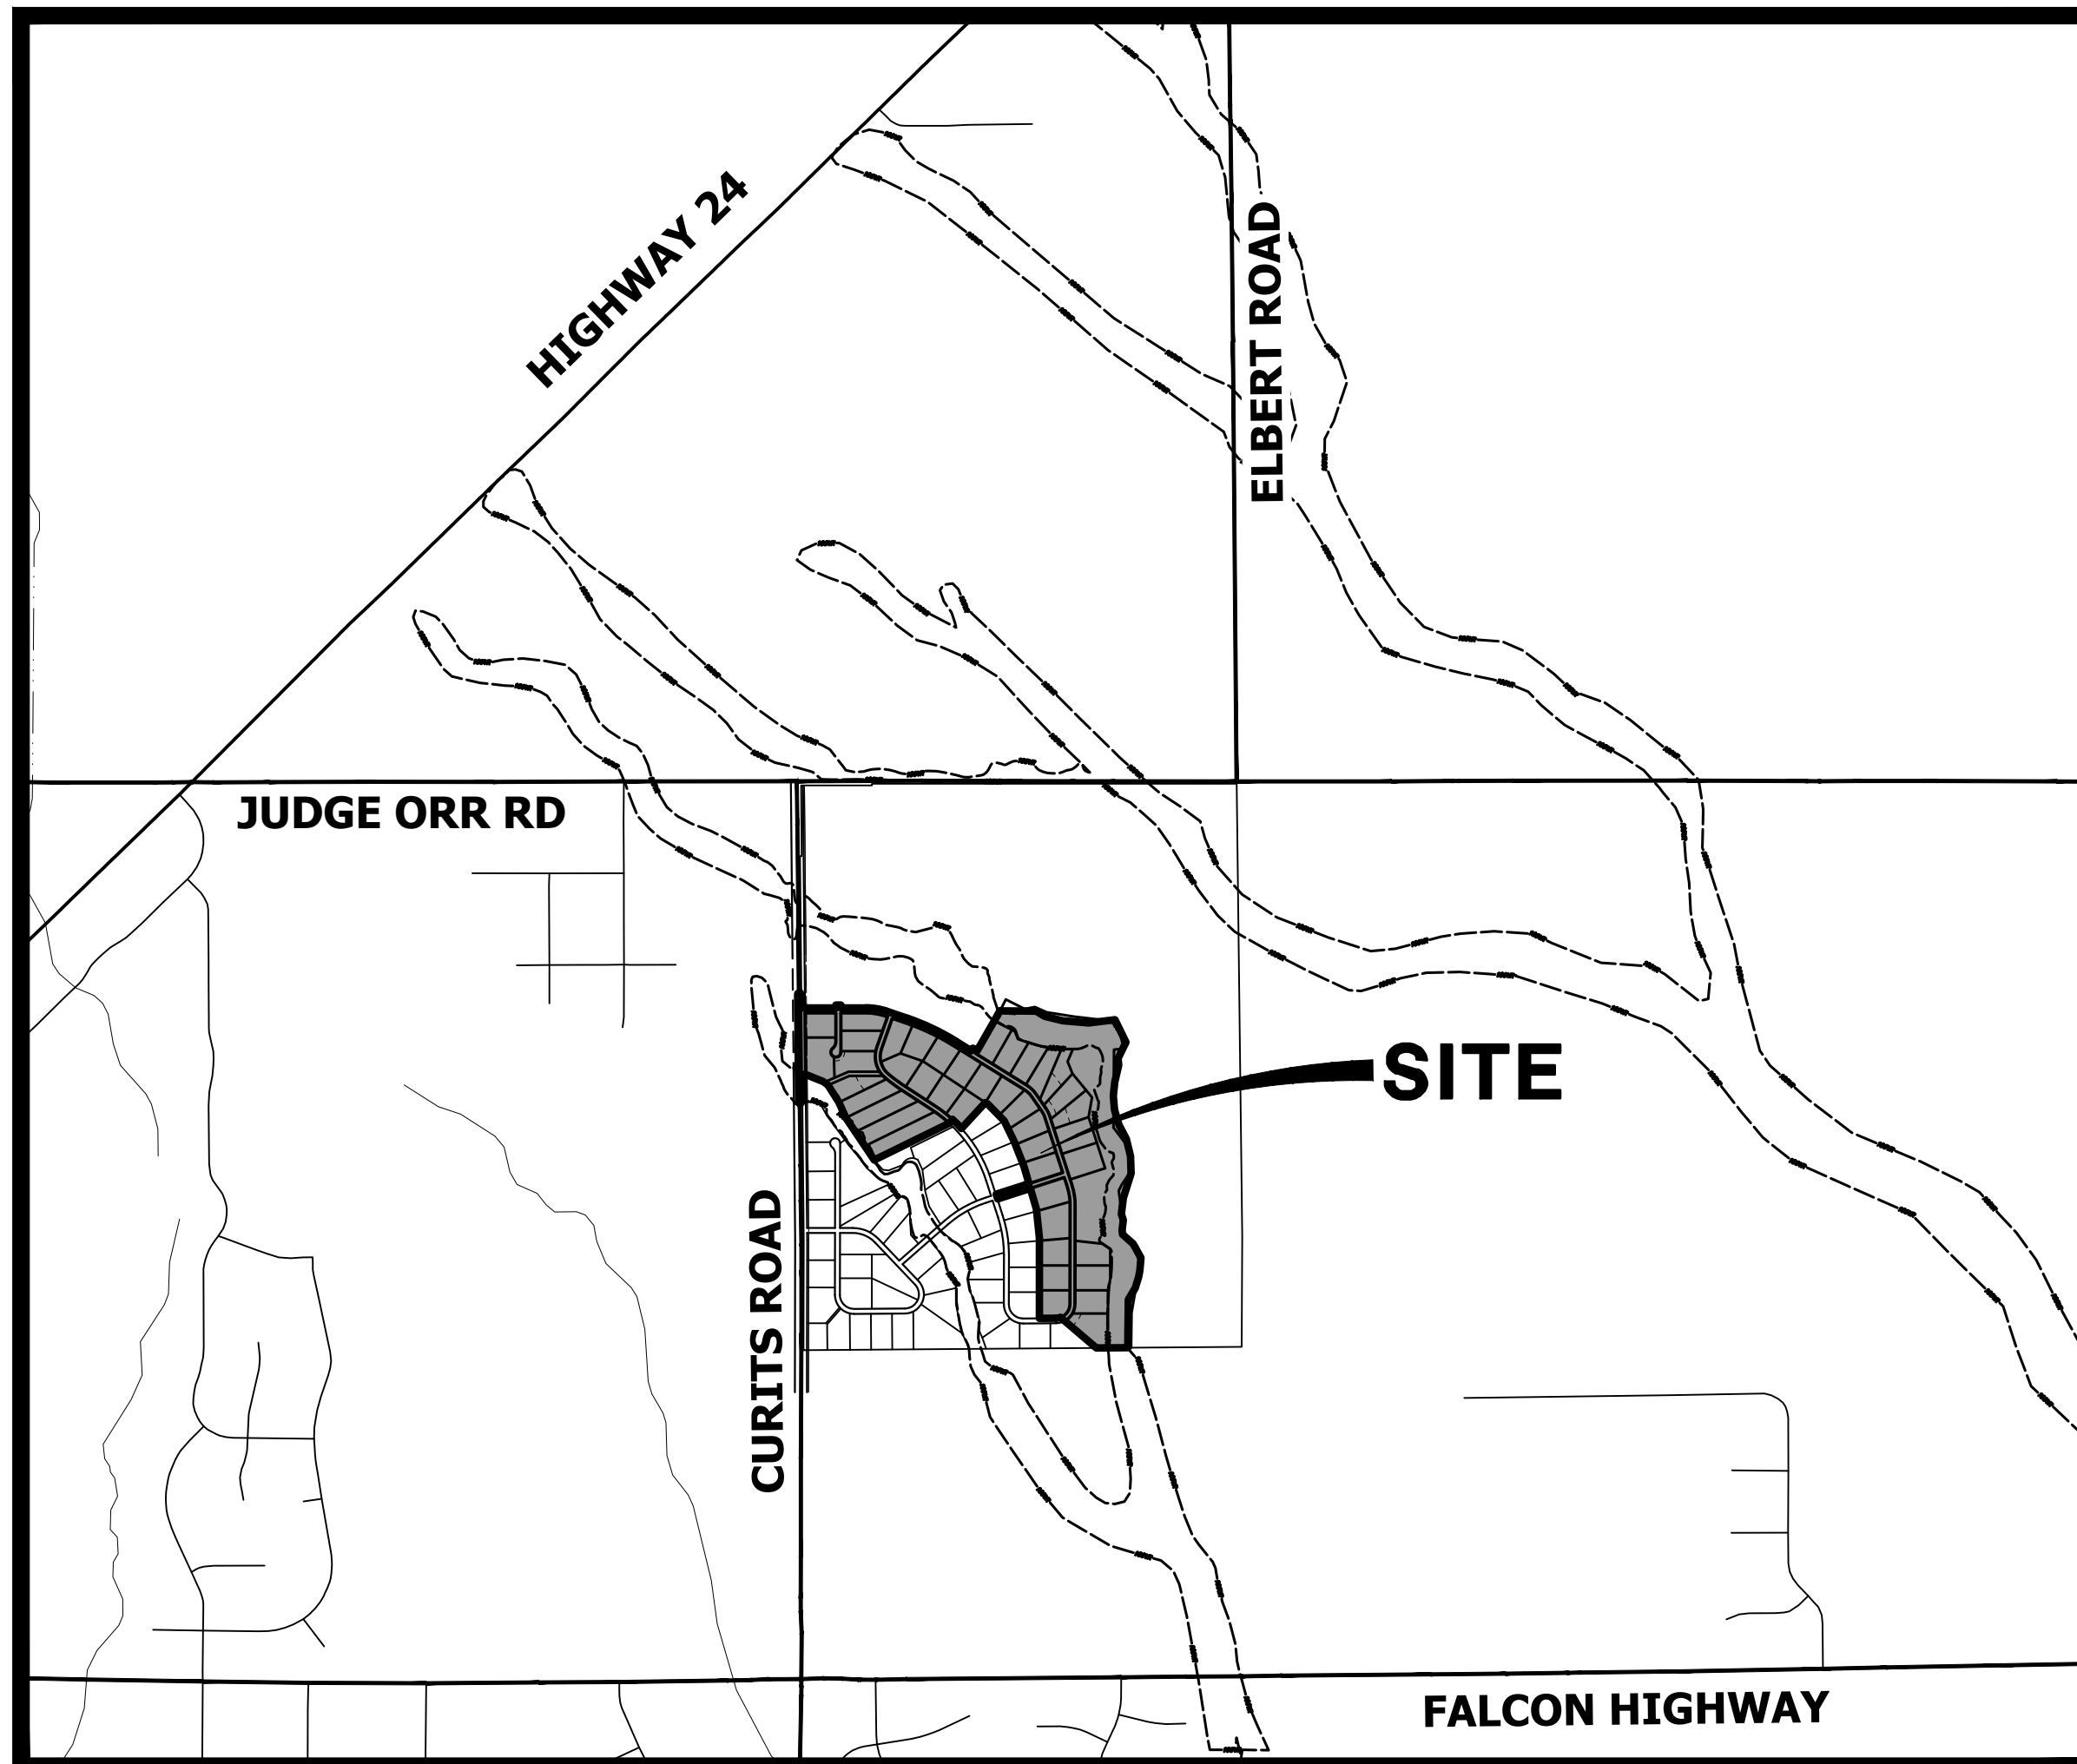 HIGHWAY 24
ELBERT ROAD
JUDGE ORR RD
SITE
CURITS ROAD
FALCON HIGHWAY